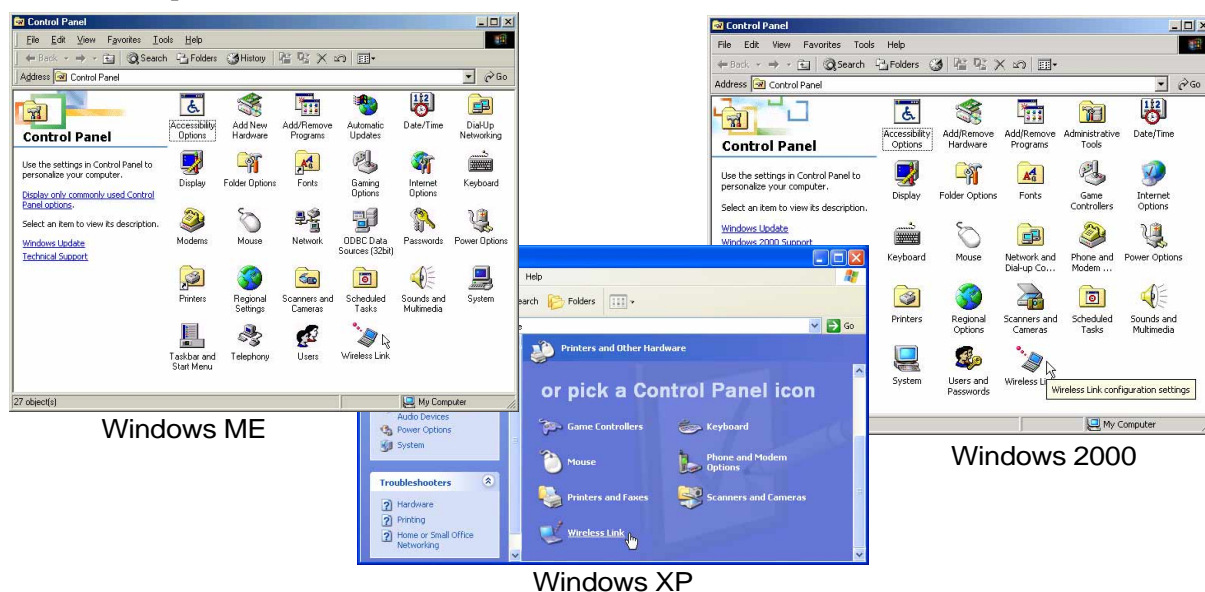 Control Panel
File Edit View Favorites Tools Help
Back Search Folders History
Address Control Panel Go
Control Panel
Use the settings in Control Panel to
personalize your computer.
Display only commonly used Control
Panel options.
Select an item to view its description.
Windows Update
Technical Support
Accessibility
Options
Add New
Hardware
Add/Remove
Programs
Automatic
Updates
Date/Time
Dial-Up
Networking
Display
Folder Options
Fonts
Gaming
Options
Internet
Options
Keyboard
Modems
Mouse
Network
ODBC Data
Sources (32bit)
Passwords
Power Options
Printers
Regional
Settings
Scanners and
Cameras
Scheduled
Tasks
Sounds and
Multimedia
System
Taskbar and
Start Menu
Telephony
Users
Wireless Link
27 object(s) My Computer
Windows ME
Control Panel
File Edit View Favorites Tools Help
Back Search Folders
Address Control Panel Go
Control Panel
Use the settings in Control Panel to
personalize your computer.
Select an item to view its description.
Windows Update
Windows 2000 Support
Accessibility
Options
Add/Remove
Hardware
Add/Remove
Programs
Administrative
Tools
Date/Time
Display
Folder Options
Fonts
Game
Controllers
Internet
Options
Keyboard
Mouse
Network and
Dial-up Co...
Phone and
Modem ...
Power Options
Printers
Regional
Options
Scanners and
Cameras
Scheduled
Tasks
Sounds and
Multimedia
System
Users and
Passwords
Wireless
Wireless Link configuration settings
My Computer
Windows 2000
Help
Folders
Go
Printers and Other Hardware
or pick a Control Panel icon
Game Controllers
Keyboard
Mouse
Phone and Modem
Options
Printers and Faxes
Scanners and Cameras
Wireless Link
Audio Devices
Power Options
System
Troubleshooters
Hardware
Printing
Home or Small Office
Networking
Windows XP